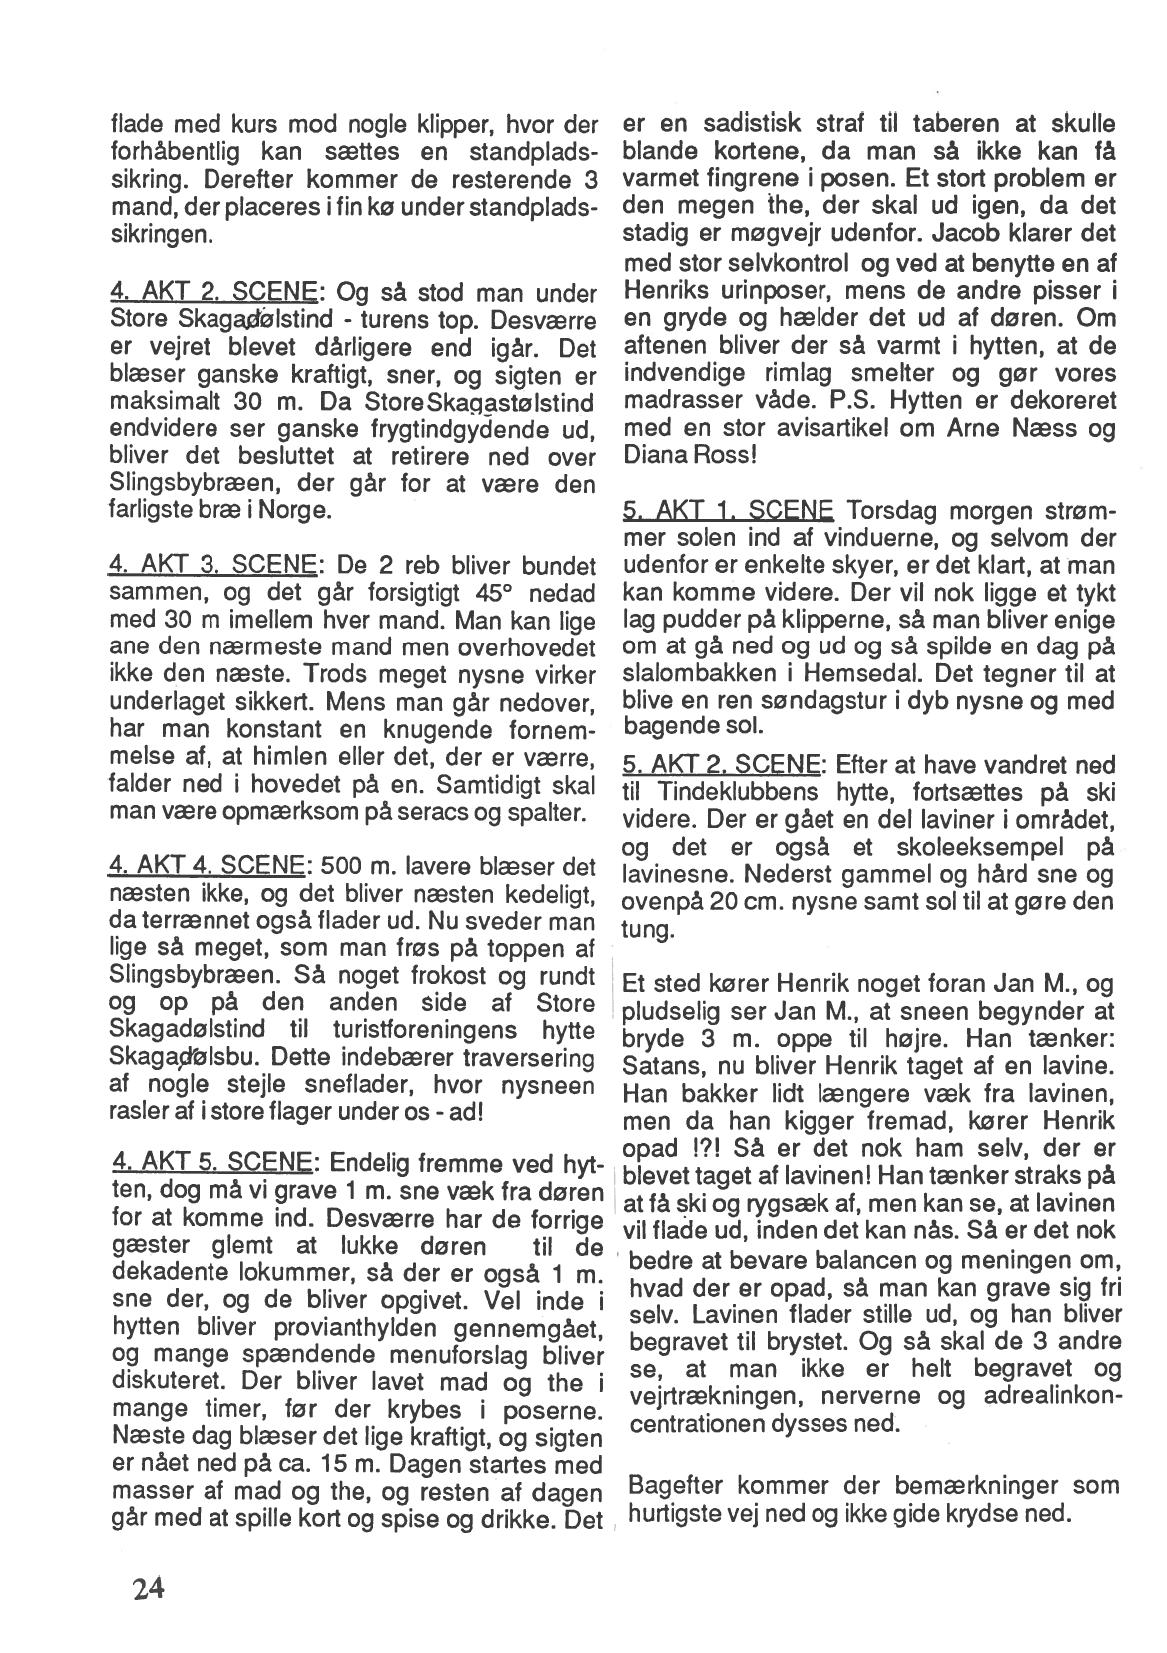 flade med kurs mod nogle klipper, hvor der
forhåbentlig kan sættes en standplads-
sikring. Derefter kommer de resterende 3
mand, der placeres i fin kø under standplads-
sikringen.
4. AKT 2. SCENE: Og så stod man under
Store Skagadølstind - turens top. Desværre
er vejret blevet dårligere end igår. Det
blæser ganske kraftigt, sner, og sigten er
maksimalt 30 m. Da Store Skagastølstind
endvidere ser ganske frygtindgydende ud,
bliver det besluttet at retirere ned over
Slingsbybræen, der går for at være den
farligste bræ i Norge.
4. AKT 3. SCENE: De 2 reb bliver bundet
sammen, og det går forsigtigt 45° nedad
med 30 m imellem hver mand. Man kan lige
ane den nærmeste mand men overhovedet
ikke den næste. Trods meget nysne virker
underlaget sikkert. Mens man går nedover,
har man konstant en knugende fornem-
melse af, at himlen eller det, der er værre,
falder ned i hovedet på en. Samtidigt skal
man være opmærksom på seracs og spalter.
4. AKT 4. SCENE: 500 m. lavere blæser det
næsten ikke, og det bliver næsten kedeligt,
da terrænnet også flader ud. Nu sveder man
lige så meget, som man frøs på toppen af
Slingsbybræen. Så noget frokost og rundt
og op på den anden side af Store
Skagadølstind til turistforeningens hytte
Skagadølsbu. Dette indebærer traversering
af nogle stejle sneflader, hvor nysneen
rasler af i store flager under os - ad!
4. AKT 5. SCENE: Endelig fremme ved hyt-
ten, dog må vi grave 1 m. sne væk fra døren
for at komme ind. Desværre har de forrige
gæster glemt at lukke døren til de
dekadente lokummer, så der er også 1 m.
sne der, og de bliver opgivet. Vel inde i
hytten bliver provianthylden gennemgået,
og mange spændende menuforslag bliver
diskuteret. Der bliver lavet mad og the i
mange timer, før der krybes i poserne.
Næste dag blæser det lige kraftigt, og sigten
er nået ned på ca. 15 m. Dagen startes med
masser af mad og the, og resten af dagen
går med at spille kort og spise og drikke. Det
er en sadistisk straf til taberen at skulle
blande kortene, da man så ikke kan få
varmet fingrene i posen. Et stort problem er
den megen the, der skal ud igen, da det
stadig er møgvejr udenfor. Jacob klarer det
med stor selvkontrol og ved at benytte en af
Henriks urinposer, mens de andre pisser i
en gryde og hælder det ud af døren. Om
aftenen bliver der så varmt i hytten, at de
indvendige rimlag smelter og gør vores
madrasser våde. P.S. Hytten er dekoreret
med en stor avisartikel om Arne Næss og
Diana Ross!
5. AKT 1. SCENE Torsdag morgen strøm-
mer solen ind af vinduerne, og selvom der
udenfor er enkelte skyer, er det klart, at man
kan komme videre. Der vil nok ligge et tykt
lag pudder på klipperne, så man bliver enige
om at gå ned og ud og så spilde en dag på
slalombakken i Hemsedal. Det tegner til at
blive en ren søndagstur i dyb nysne og med
bagende sol.
5. AKT 2. SCENE: Efter at have vandret ned
til Tindeklubbens hytte, fortsættes på ski
videre. Der er gået en del laviner i området,
og det er også et skoleeksempel på
lavinesne. Nederst gammel og hård sne og
ovenpå 20 cm. nysne samt sol til at gøre den
tung.
Et sted kører Henrik noget foran Jan M., og
pludselig ser Jan M., at sneen begynder at
bryde 3 m. oppe til højre. Han tænker:
Satans, nu bliver Henrik taget af en lavine.
Han bakker lidt længere væk fra lavinen,
men da han kigger fremad, kører Henrik
opad !?! Så er det nok ham selv, der er
blevet taget af lavinen! Han tænker straks på
at få ski og rygsæk af, men kan se, at lavinen
vil flade ud, inden det kan nås. Så er det nok
bedre at bevare balancen og meningen om,
hvad der er opad, så man kan grave sig fri
selv. Lavinen flader stille ud, og han bliver
begravet til brystet. Og så skal de 3 andre
se, at man ikke er helt begravet og
vejrtrækningen, nerverne og adrealinkon-
centrationen dysses ned.
Bagefter kommer der bemærkninger som
hurtigste vej ned og ikke gide krydse ned.
24